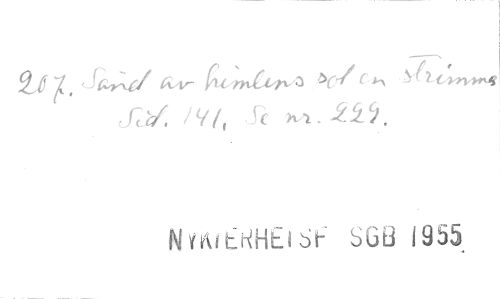 207. Sänd av himlens sol en strimma
Sid. 141. Se nr. 229.
NYKTERHETSF SGB 1955